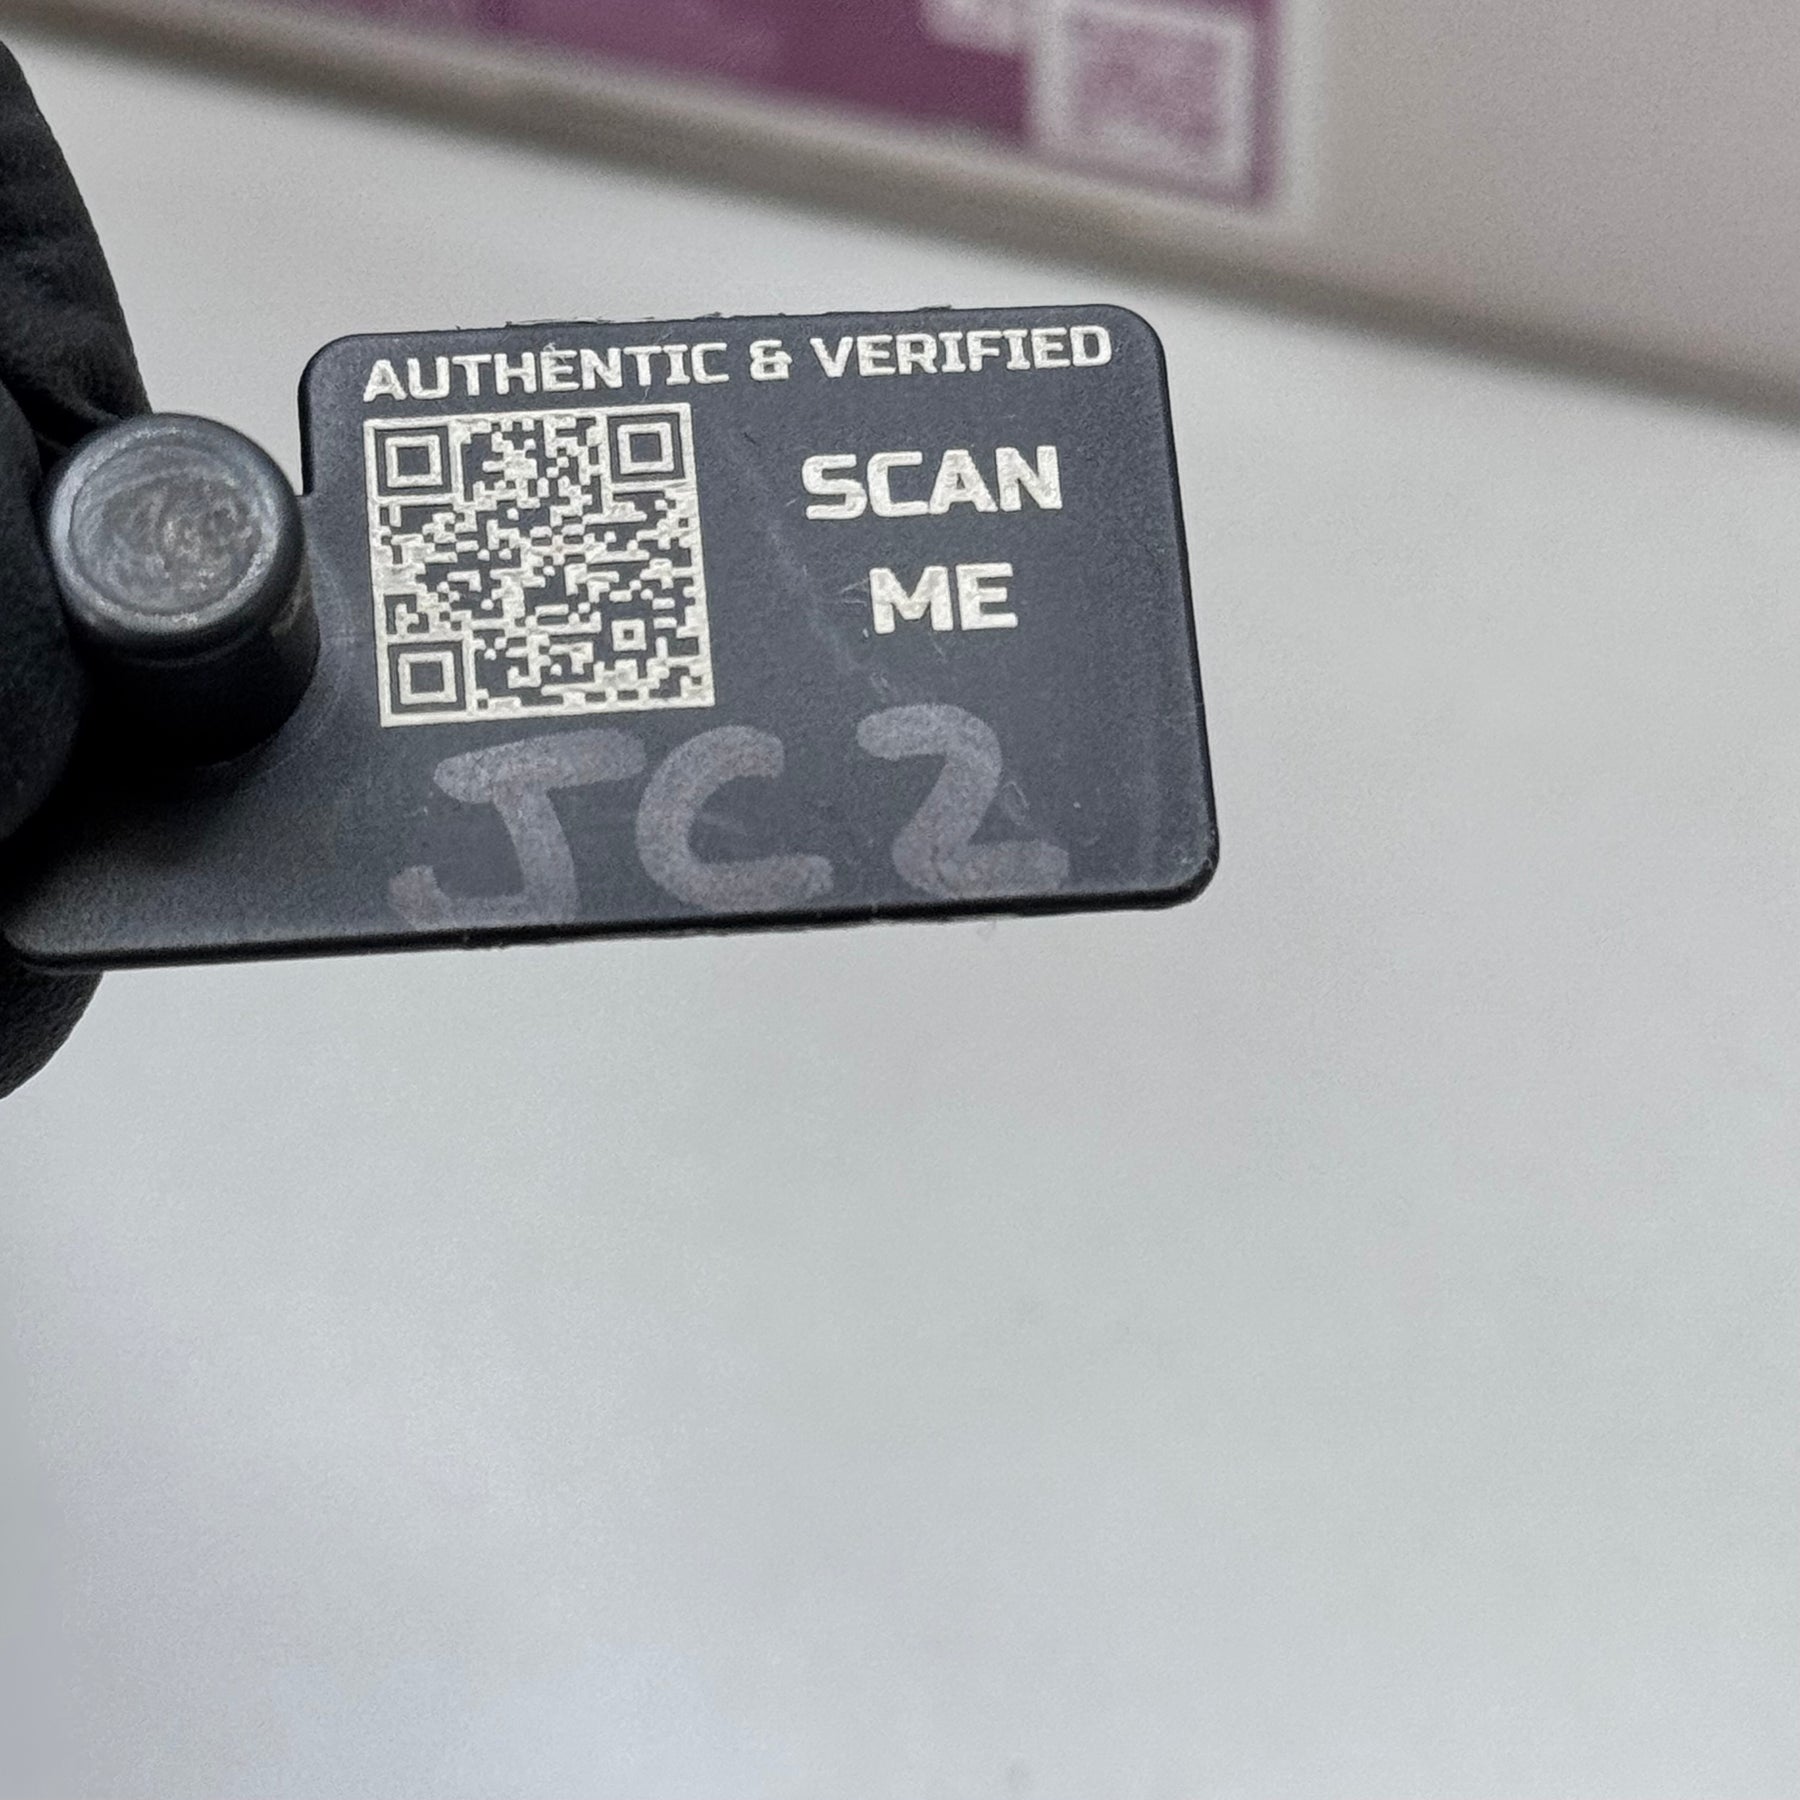 AUTHENTIC & VERIFIED
SCAN
ME
JC2